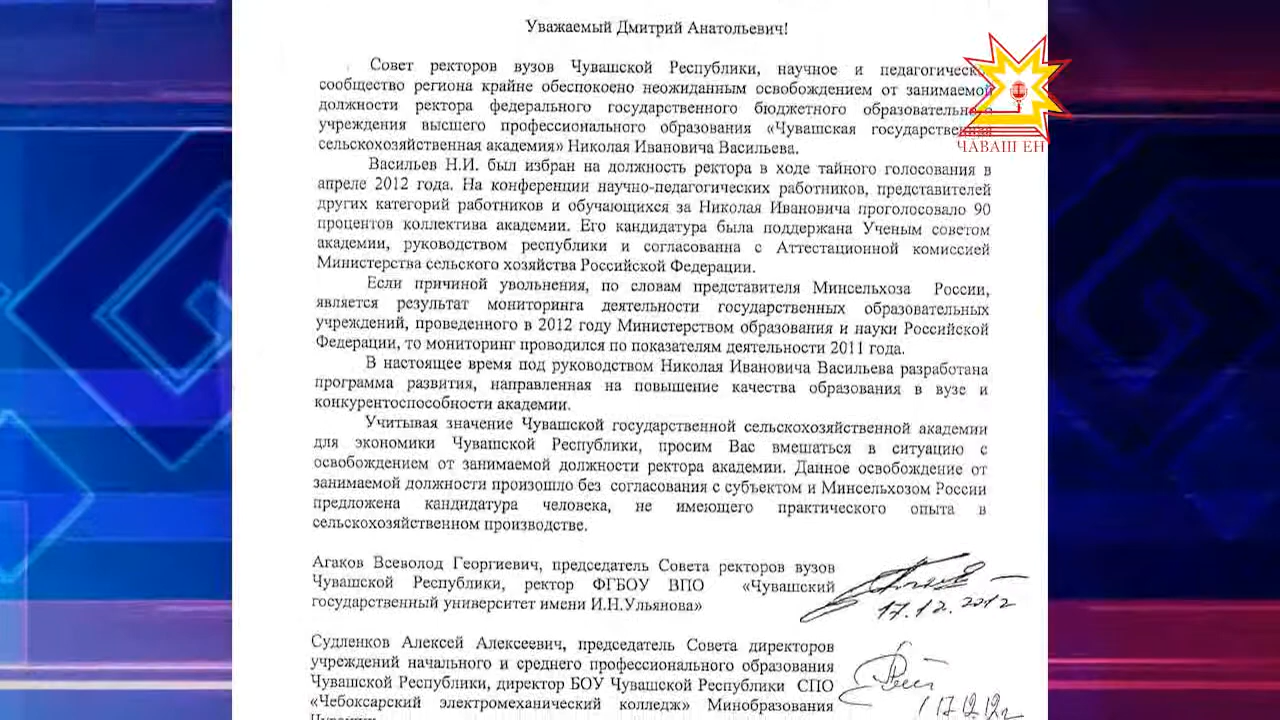 Уважаемый Дмитрий Анатольевич!
Совет ректоров вузов Чувашской Республики, научное и педагогическое
сообщество региона крайне обеспокоено неожиданным освобождением от занимаемой
должности ректора федерального государственного бюджетного образовательного
учреждения высшего профессионального образования «Чувашская государственная
сельскохозяйственная академия» Николая Ивановича Васильева.
ЧӐВАШ ЕН
Васильев Н.И. был избран на должность ректора в ходе тайного голосования в
апреле 2012 года. На конференции научно-педагогических работников, представителей
других категорий работников и обучающихся за Николая Ивановича проголосовало 90
процентов коллектива академии. Его кандидатура была поддержана Ученым советом
академии, руководством республики и согласованна с Аттестационной комиссией
Министерства сельского хозяйства Российской Федерации.
Если причиной увольнения, по словам представителя Минсельхоза России,
является результат мониторинга деятельности государственных образовательных
учреждений, проведенного в 2012 году Министерством образования и науки Российской
Федерации, то мониторинг проводился по показателям деятельности 2011 года.
В настоящее время под руководством Николая Ивановича Васильева разработана
программа развития, направленная на повышение качества образования в вузе и
конкурентоспособности академии.
Учитывая значение Чувашской государственной сельскохозяйственной академии
для экономики Чувашской Республики, просим Вас вмешаться в ситуацию с
освобождением от занимаемой должности ректора академии. Данное освобождение от
занимаемой должности произошло без согласования с субъектом и Минсельхозом России
предложена кандидатура человека, не имеющего практического опыта в
сельскохозяйственном производстве.
Агаков Всеволод Георгиевич, председатель Совета ректоров вузов
Чувашской Республики, ректор ФГБОУ ВПО «Чувашский
государственный университет имени И.Н.Ульянова»
17.12.2012
Судленков Алексей Алексеевич, председатель Совета директоров
учреждений начального и среднего профессионального образования
Чувашской Республики, директор БОУ Чувашской Республики СПО
«Чебоксарский электромеханический колледж» Минобразования
17.12.12г